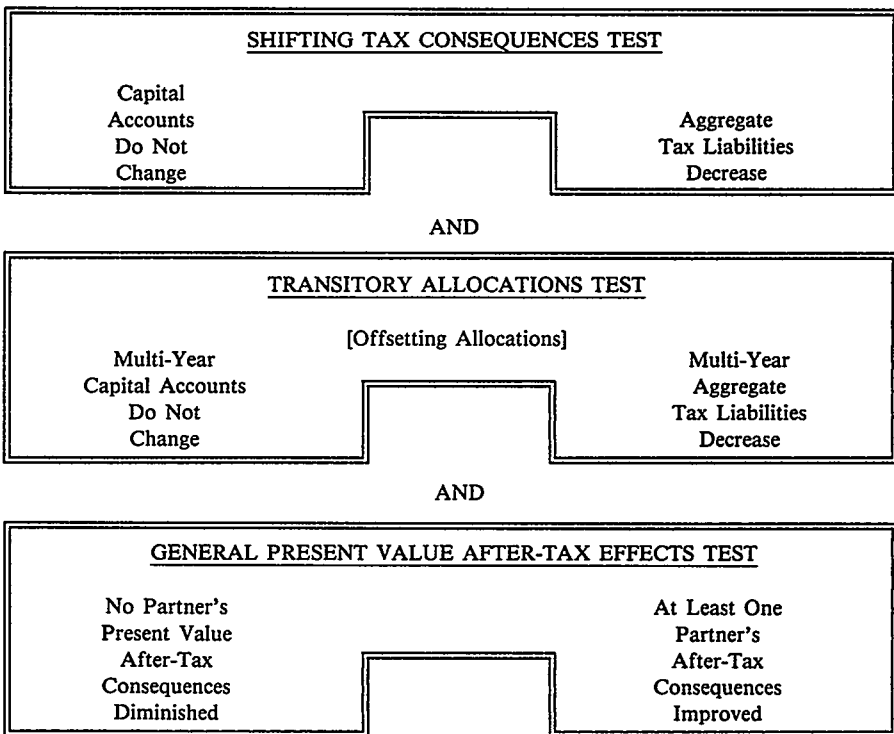 SHIFTING TAX CONSEQUENCES TEST
Capital
Accounts
Do Not
Change
Aggregate
Tax Liabilities
Decrease
AND
TRANSITORY ALLOCATIONS TEST
[Offsetting Allocations]
Multi-Year
Capital Accounts
Do Not
Change
Multi-Year
Aggregate
Tax Liabilities
Decrease
AND
GENERAL PRESENT VALUE AFTER-TAX EFFECTS TEST
No Partner's
Present Value
After-Tax
Consequences
Diminished
At Least One
Partner's
After-Tax
Consequences
Improved